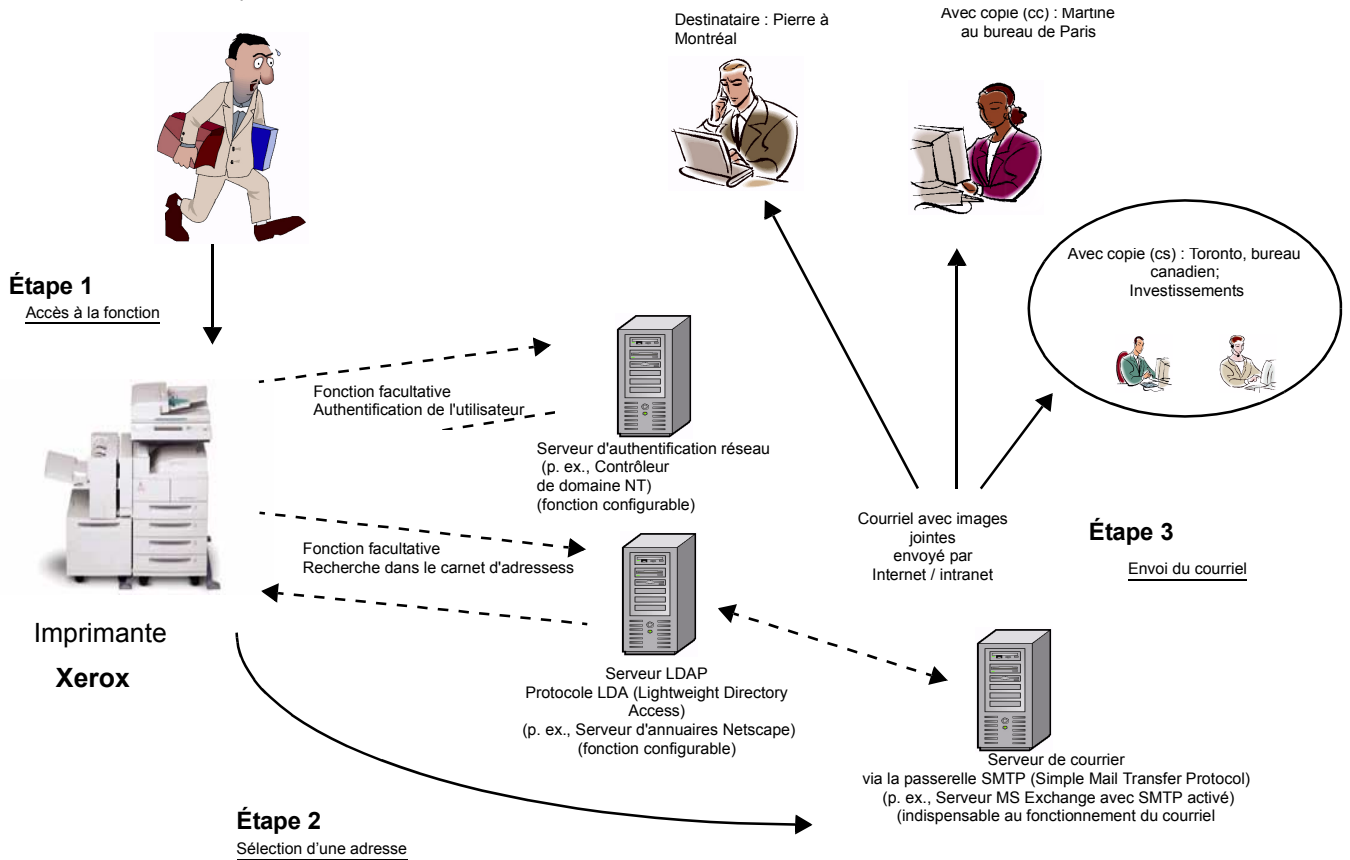 Destinataire : Pierre à
Montréal
Avec copie (cc) : Martine
au bureau de Paris
Étape 1
Accès à la fonction
Avec copie (cs) : Toronto, bureau
canadien;
Investissements
Fonction facultative
Authentification de l'utilisateur
Serveur d'authentification réseau
(p. ex., Contrôleur
de domaine NT)
(fonction configurable)
Courriel avec images
jointes
envoyé par
Internet / intranet
Étape 3
Envoi du courriel
Fonction facultative
Recherche dans le carnet d'adressess
Imprimante
Xerox
Serveur LDAP
Protocole LDA (Lightweight Directory
Access)
(p. ex., Serveur d'annuaires Netscape)
(fonction configurable)
Serveur de courrier
via la passerelle SMTP (Simple Mail Transfer Protocol)
(p. ex., Serveur MS Exchange avec SMTP activé)
(indispensable au fonctionnement du courriel
Étape 2
Sélection d’une adresse